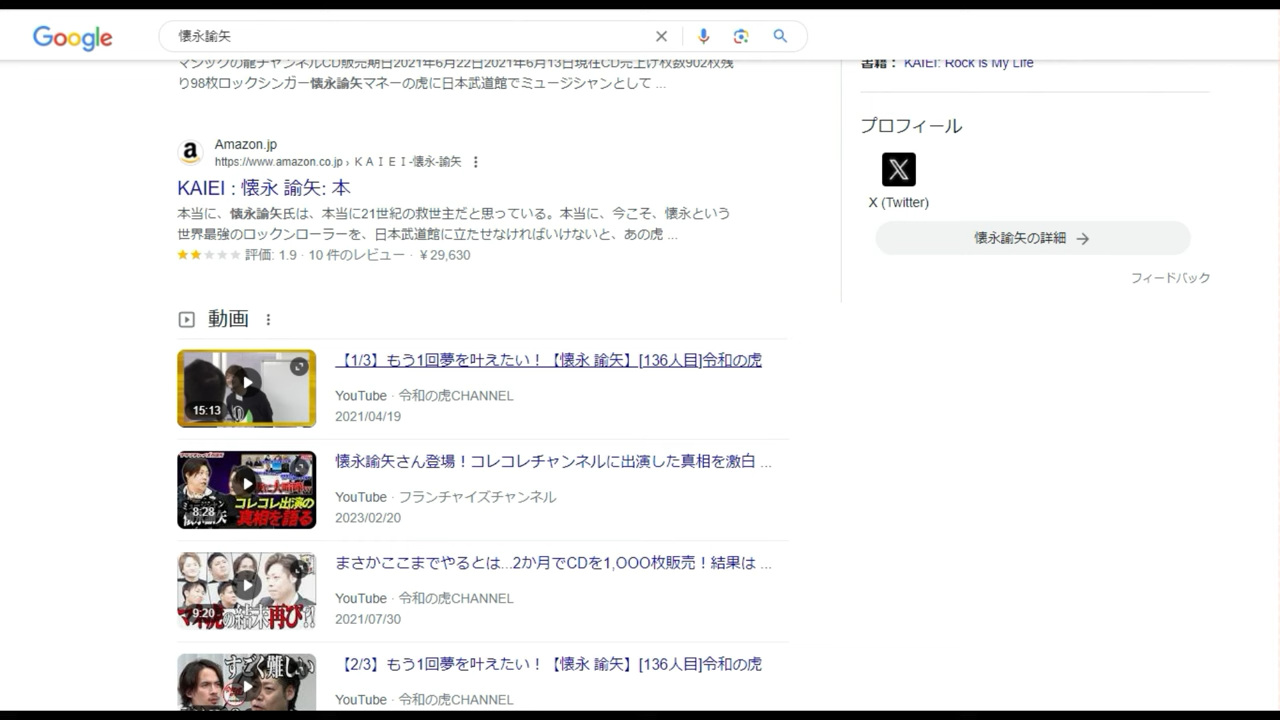 Google
懐永諭矢
マジックの龍チャンネルCD販売期日2021年6月22日2021年6月13日現在CD売上げ枚数902枚残
り98枚ロックシンガー懐永諭矢マネーの虎に日本武道館でミュージシャンとして ...
a
Amazon.jp
https://www.amazon.co.jp › ＫＡＩＥＩ-懐永-諭矢
KAIEI : 懐永 諭矢: 本
本当に、懐永諭矢氏は、本当に21世紀の救世主だと思っている。本当に、今こそ、懐永という
世界最強のロックンローラーを、日本武道館に立たせなければいけないと、あの虎 ...
評価: 1.9 · 10 件のレビュー · ￥29,630
動画
【1/3】もう1回夢を叶えたい！【懐永 諭矢】[136人目]令和の虎
15:13
YouTube · 令和の虎CHANNEL
2021/04/19
懐永諭矢さん登場！コレコレチャンネルに出演した真相を激白 ...
コレコレ出演の
真相を語る
8:28
YouTube · フランチャイズチャンネル
2023/02/20
まさかここまでやるとは...2か月でCDを1,000枚販売！結果は ...
の結末再び!?
9:20
YouTube · 令和の虎CHANNEL
2021/07/30
【2/3】もう1回夢を叶えたい！【懐永 諭矢】[136人目]令和の虎
すごく難しい
YouTube · 令和の虎CHANNEL
書籍： KAIEI: Rock is My Life
プロフィール
X (Twitter)
懐永諭矢の詳細 →
フィードバック